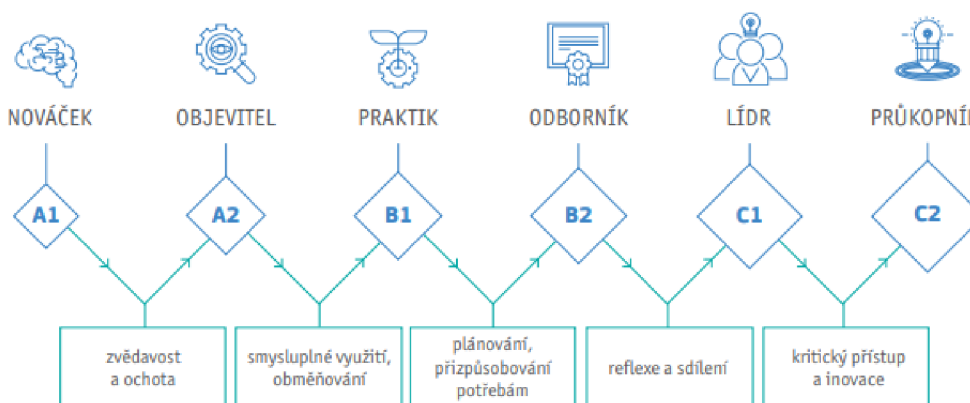 NOVÁČEK
OBJEVITEL
PRAKTIK
ODBORNÍK
LÍDR
PRŮKOPNÍK
A1
A2
B1
B2
C1
C2
zvědavost
a ochota
smysluplné využití,
obměňování
plánování,
přizpůsobování
potřebám
reflexe a sdílení
kritický přístup
a inovace